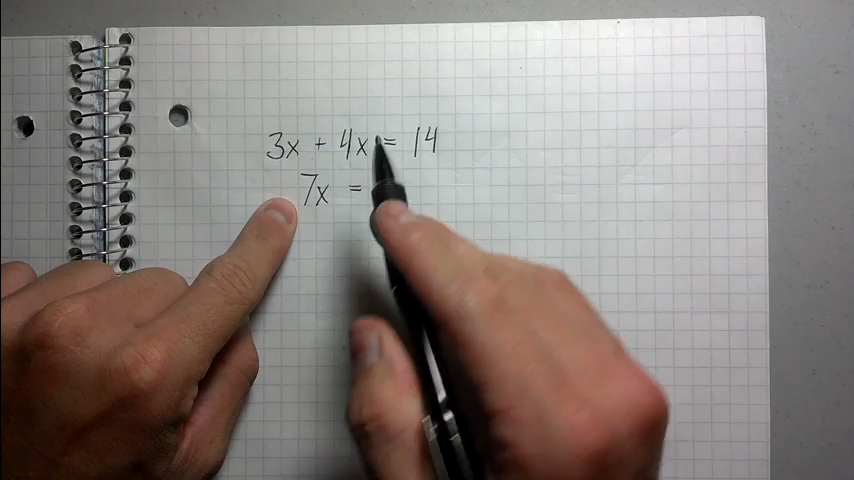 3x + 4x = 14
7x =